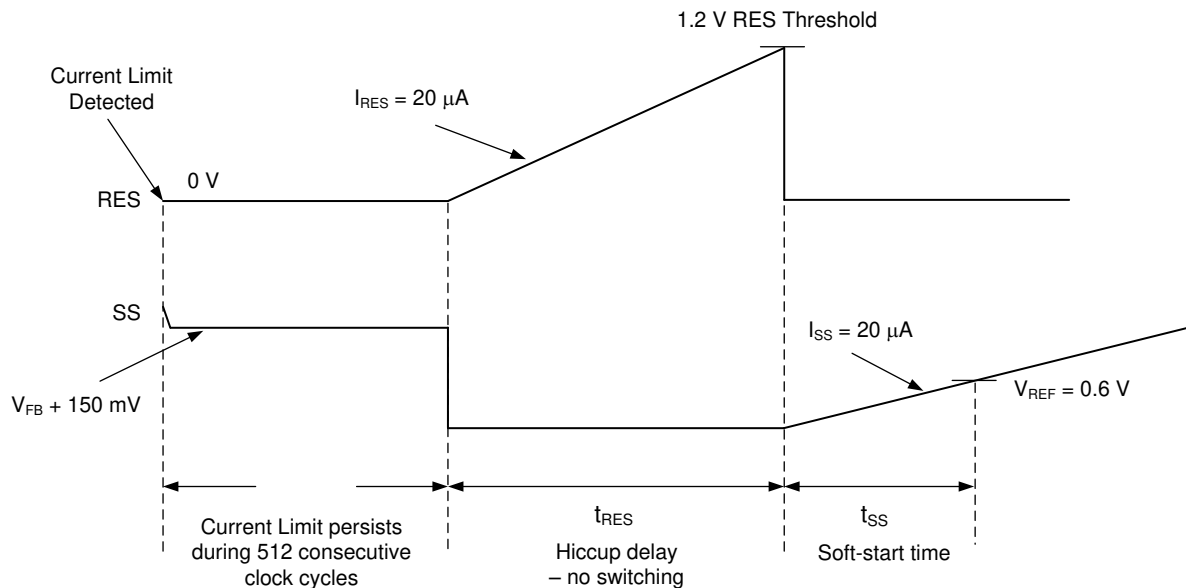 1.2 V RES Threshold
Current Limit
Detected
I_RES = 20 μA
0 V
RES
SS
I_SS = 20 μA
V_REF = 0.6 V
V_FB + 150 mV
t_RES
t_SS
Current Limit persists
during 512 consecutive
clock cycles
Hiccup delay
– no switching
Soft-start time